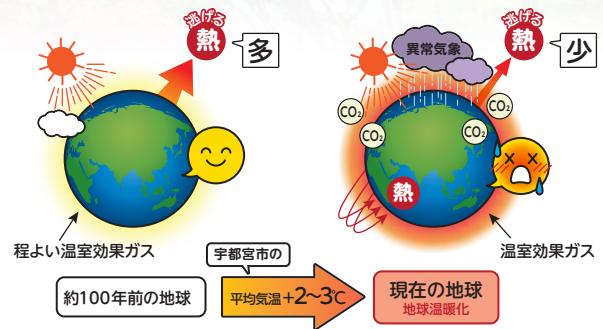 逃げる
熱
多
程よい温室効果ガス
約100年前の地球
宇都宮市の
平均気温+2~3℃
逃げる
熱
少
異常気象
CO₂
CO₂
CO₂
CO₂
熱
温室効果ガス
現在の地球
地球温暖化